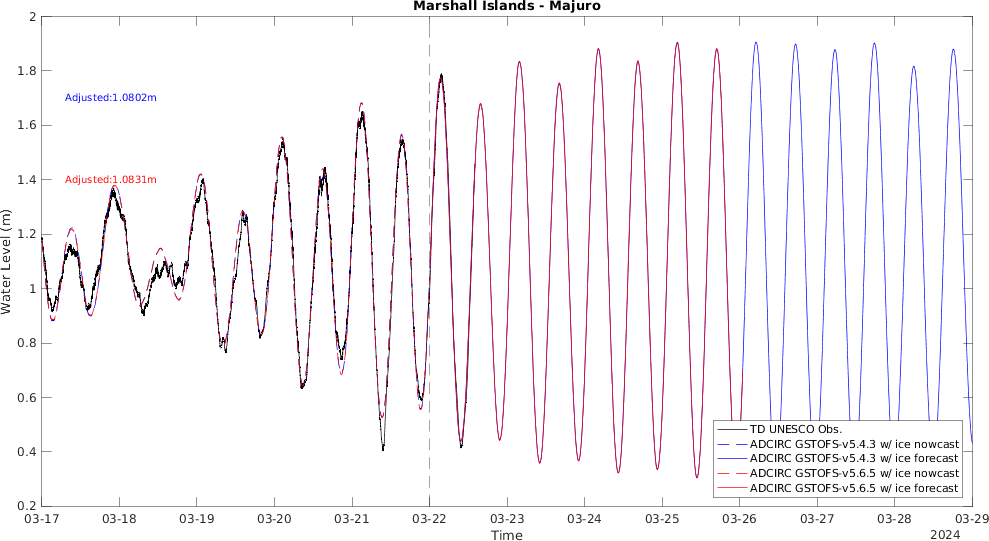 Marshall Islands - Majuro
2
1.8
1.6
1.4
1.2
1
0.8
0.6
0.4
0.2
Water Level (m)
Adjusted:1.0802m
Adjusted:1.0831m
TD UNESCO Obs.
ADCIRC GSTOFS-v5.4.3 w/ ice nowcast
ADCIRC GSTOFS-v5.4.3 w/ ice forecast
ADCIRC GSTOFS-v5.6.5 w/ ice nowcast
ADCIRC GSTOFS-v5.6.5 w/ ice forecast
03-17 03-18 03-19 03-20 03-21 03-22 03-23 03-24 03-25 03-26 03-27 03-28 03-29
Time
2024